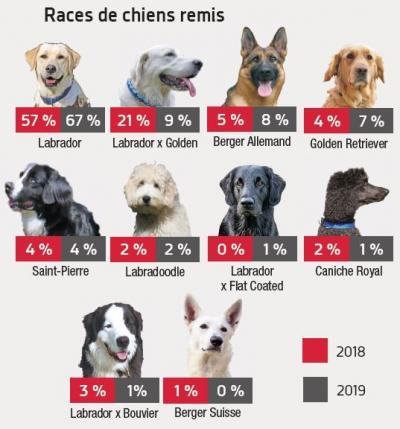 Races de chiens remis
57 % 67 %
Labrador
21 % 9 %
Labrador x Golden
5 % 8 %
Berger Allemand
4 % 7 %
Golden Retriever
4 % 4 %
Saint-Pierre
2 % 2 %
Labradoodle
0 % 1 %
Labrador
x Flat Coated
2 % 1 %
Caniche Royal
3 % 1%
Labrador x Bouvier
1 % 0 %
Berger Suisse
2018
2019